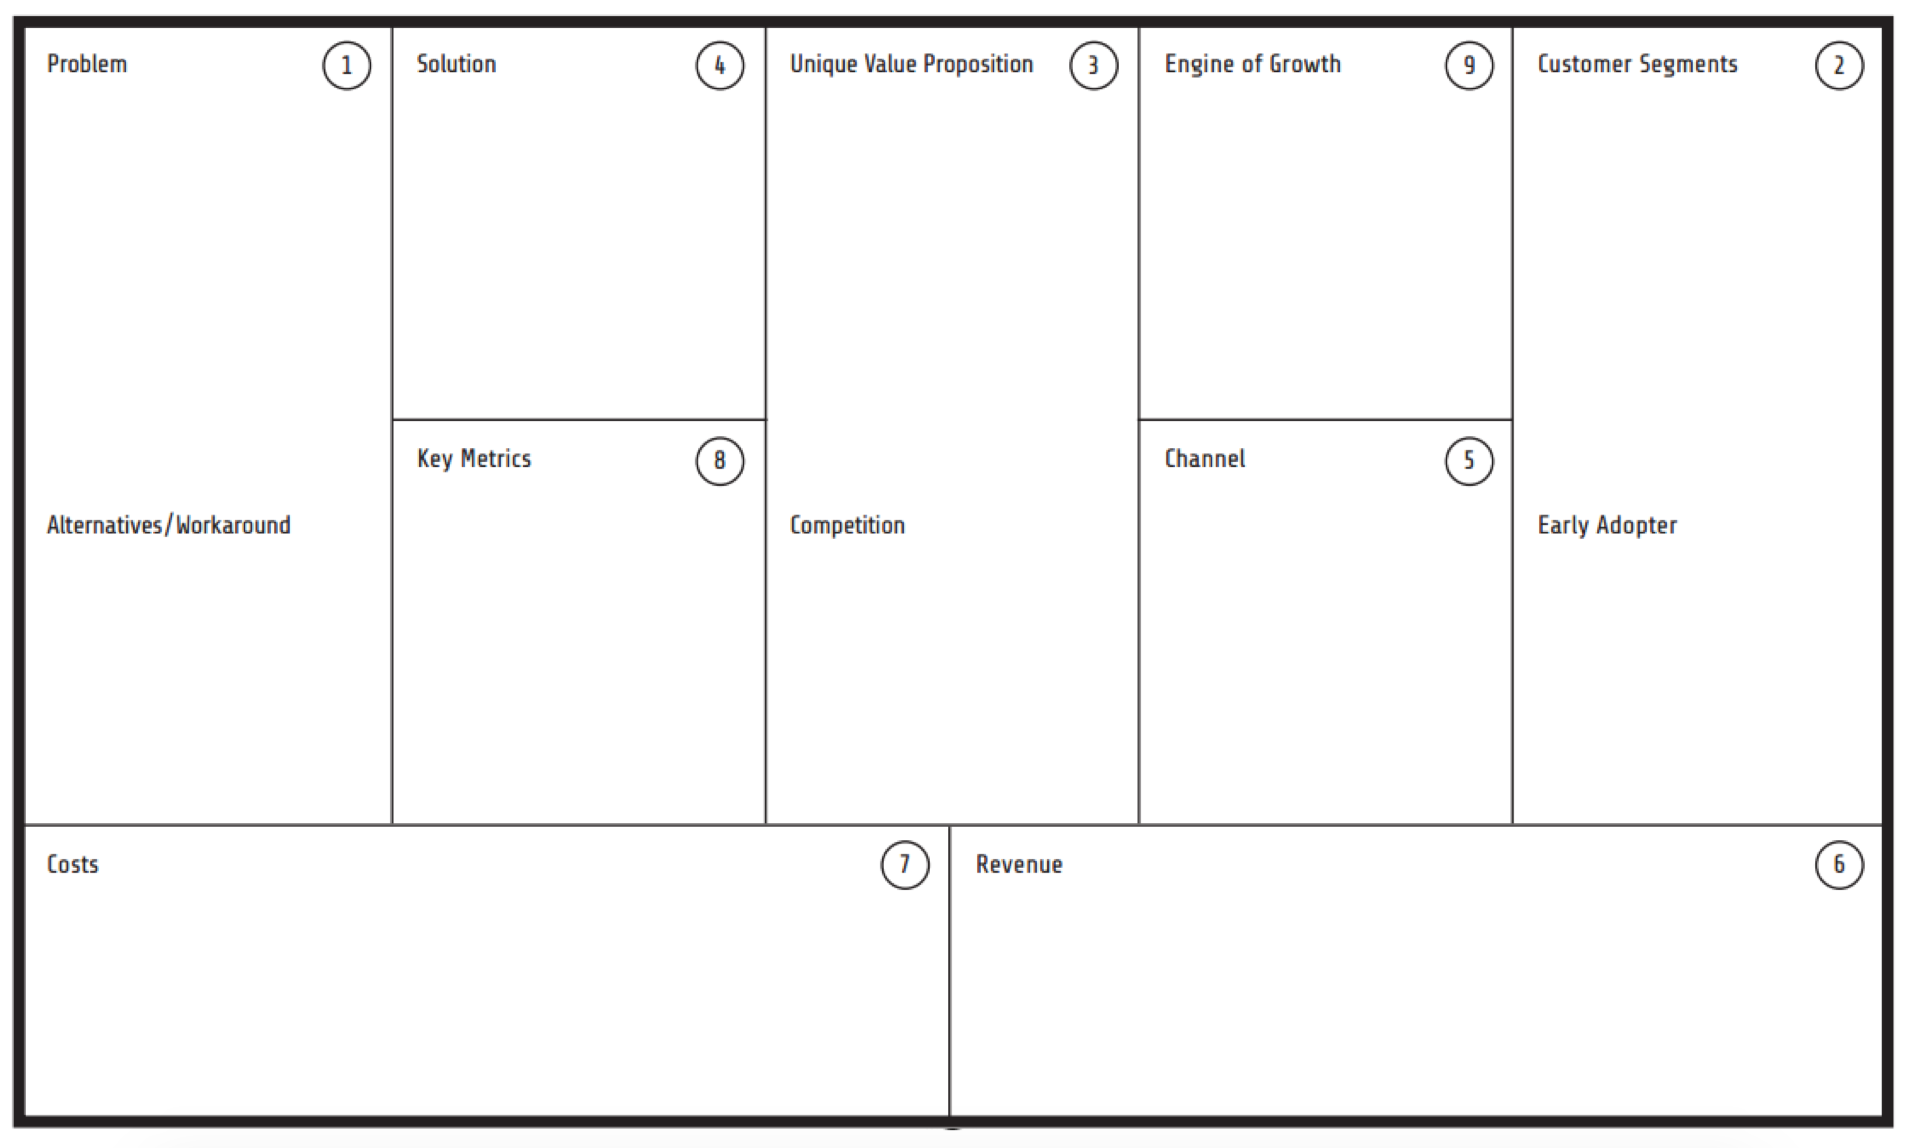 Problem 1
Solution 4
Unique Value Proposition 3
Engine of Growth 9
Customer Segments 2
Key Metrics 8
Channel 5
Alternatives/Workaround
Competition
Early Adopter
Costs 7
Revenue 6